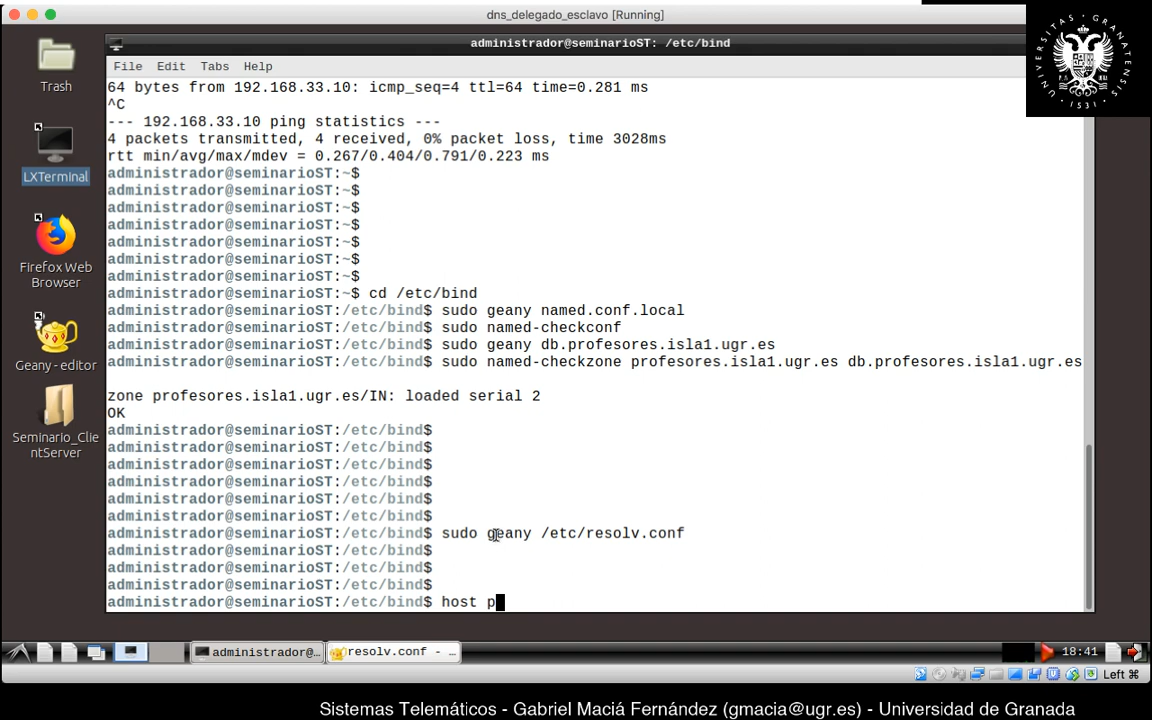 dns_delegado_esclavo [Running]
administrador@seminarioST: /etc/bind
File Edit Tabs Help
64 bytes from 192.168.33.10: icmp_seq=4 ttl=64 time=0.281 ms
^C
--- 192.168.33.10 ping statistics ---
4 packets transmitted, 4 received, 0% packet loss, time 3028ms
rtt min/avg/max/mdev = 0.267/0.404/0.791/0.223 ms
administrador@seminarioST:~$
administrador@seminarioST:~$
administrador@seminarioST:~$
administrador@seminarioST:~$
administrador@seminarioST:~$
administrador@seminarioST:~$
administrador@seminarioST:~$
administrador@seminarioST:~$ cd /etc/bind
administrador@seminarioST:/etc/bind$ sudo geany named.conf.local
administrador@seminarioST:/etc/bind$ sudo named-checkconf
administrador@seminarioST:/etc/bind$ sudo geany db.profesores.isla1.ugr.es
administrador@seminarioST:/etc/bind$ sudo named-checkzone profesores.isla1.ugr.es db.profesores.isla1.ugr.es
zone profesores.isla1.ugr.es/IN: loaded serial 2
OK
administrador@seminarioST:/etc/bind$
administrador@seminarioST:/etc/bind$
administrador@seminarioST:/etc/bind$
administrador@seminarioST:/etc/bind$
administrador@seminarioST:/etc/bind$
administrador@seminarioST:/etc/bind$
administrador@seminarioST:/etc/bind$ sudo geany /etc/resolv.conf
administrador@seminarioST:/etc/bind$
administrador@seminarioST:/etc/bind$
administrador@seminarioST:/etc/bind$
administrador@seminarioST:/etc/bind$ host p
Trash
LXTerminal
Firefox Web
Browser
Geany - editor
Seminario_Clie
ntServer
UNIVERSITAS GRANATENSIS
1531
administrador@...
resolv.conf - ...
18:41
Left ⌘
Sistemas Telemáticos - Gabriel Maciá Fernández (gmacia@ugr.es) - Universidad de Granada